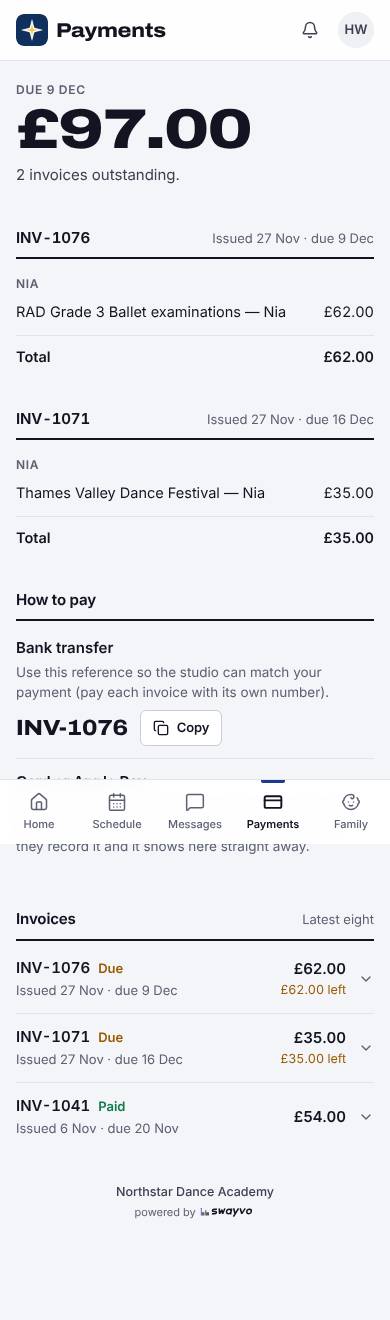 Payments
HW
DUE 9 DEC
£97.00
2 invoices outstanding.
INV-1076 Issued 27 Nov · due 9 Dec
NIA
RAD Grade 3 Ballet examinations — Nia £62.00
Total £62.00
INV-1071 Issued 27 Nov · due 16 Dec
NIA
Thames Valley Dance Festival — Nia £35.00
Total £35.00
How to pay
Bank transfer
Use this reference so the studio can match your
payment (pay each invoice with its own number).
INV-1076 Copy
Home Schedule Messages Payments Family
they record it and it shows here straight away.
Invoices Latest eight
INV-1076 Due £62.00
Issued 27 Nov · due 9 Dec £62.00 left
INV-1071 Due £35.00
Issued 27 Nov · due 16 Dec £35.00 left
INV-1041 Paid £54.00
Issued 6 Nov · due 20 Nov
Northstar Dance Academy
powered by swayvo